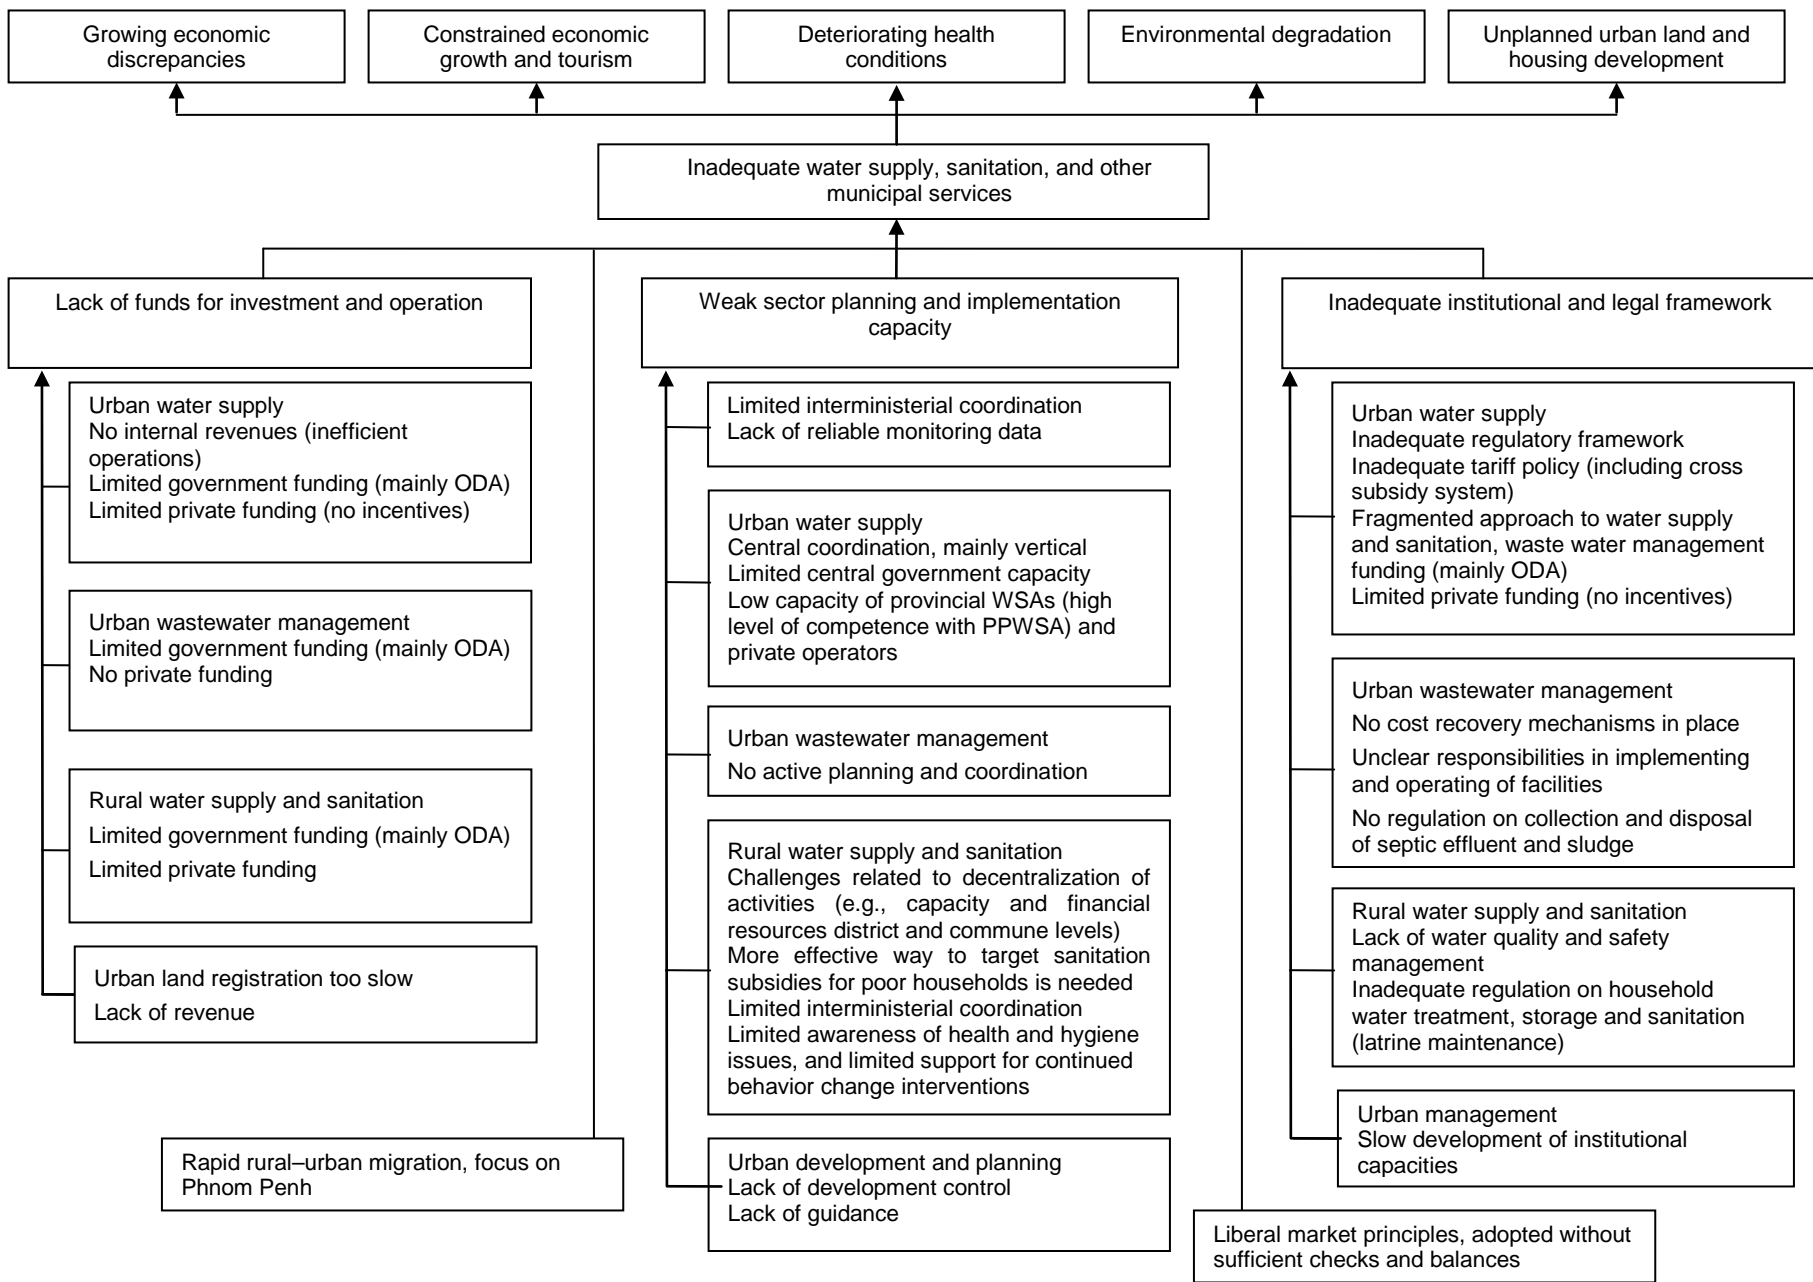 Growing economic
discrepancies
Constrained economic
growth and tourism
Deteriorating health
conditions
Environmental degradation
Unplanned urban land and
housing development
Inadequate water supply, sanitation, and other
municipal services
Lack of funds for investment and operation
Weak sector planning and implementation
capacity
Inadequate institutional and legal framework
Urban water supply
No internal revenues (inefficient
operations)
Limited government funding (mainly ODA)
Limited private funding (no incentives)
Urban wastewater management
Limited government funding (mainly ODA)
No private funding
Rural water supply and sanitation
Limited government funding (mainly ODA)
Limited private funding
Urban land registration too slow
Lack of revenue
Rapid rural–urban migration, focus on
Phnom Penh
Limited interministerial coordination
Lack of reliable monitoring data
Urban water supply
Central coordination, mainly vertical
Limited central government capacity
Low capacity of provincial WSAs (high
level of competence with PPWSA) and
private operators
Urban wastewater management
No active planning and coordination
Rural water supply and sanitation
Challenges related to decentralization of
activities (e.g., capacity and financial
resources district and commune levels)
More effective way to target sanitation
subsidies for poor households is needed
Limited interministerial coordination
Limited awareness of health and hygiene
issues, and limited support for continued
behavior change interventions
Urban development and planning
Lack of development control
Lack of guidance
Urban water supply
Inadequate regulatory framework
Inadequate tariff policy (including cross
subsidy system)
Fragmented approach to water supply
and sanitation, waste water management
funding (mainly ODA)
Limited private funding (no incentives)
Urban wastewater management
No cost recovery mechanisms in place
Unclear responsibilities in implementing
and operating of facilities
No regulation on collection and disposal
of septic effluent and sludge
Rural water supply and sanitation
Lack of water quality and safety
management
Inadequate regulation on household
water treatment, storage and sanitation
(latrine maintenance)
Urban management
Slow development of institutional
capacities
Liberal market principles, adopted without
sufficient checks and balances